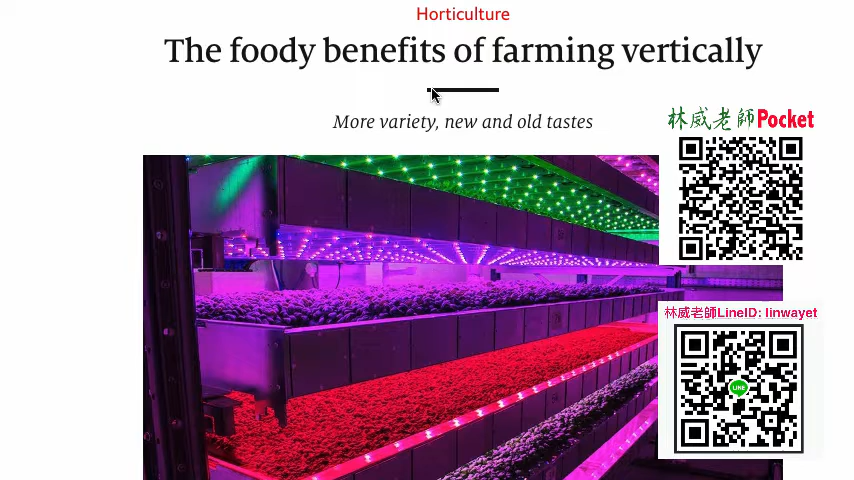 Horticulture
The foody benefits of farming vertically
More variety, new and old tastes
林威老師Pocket
林威老師LineID: linwayet
LINE